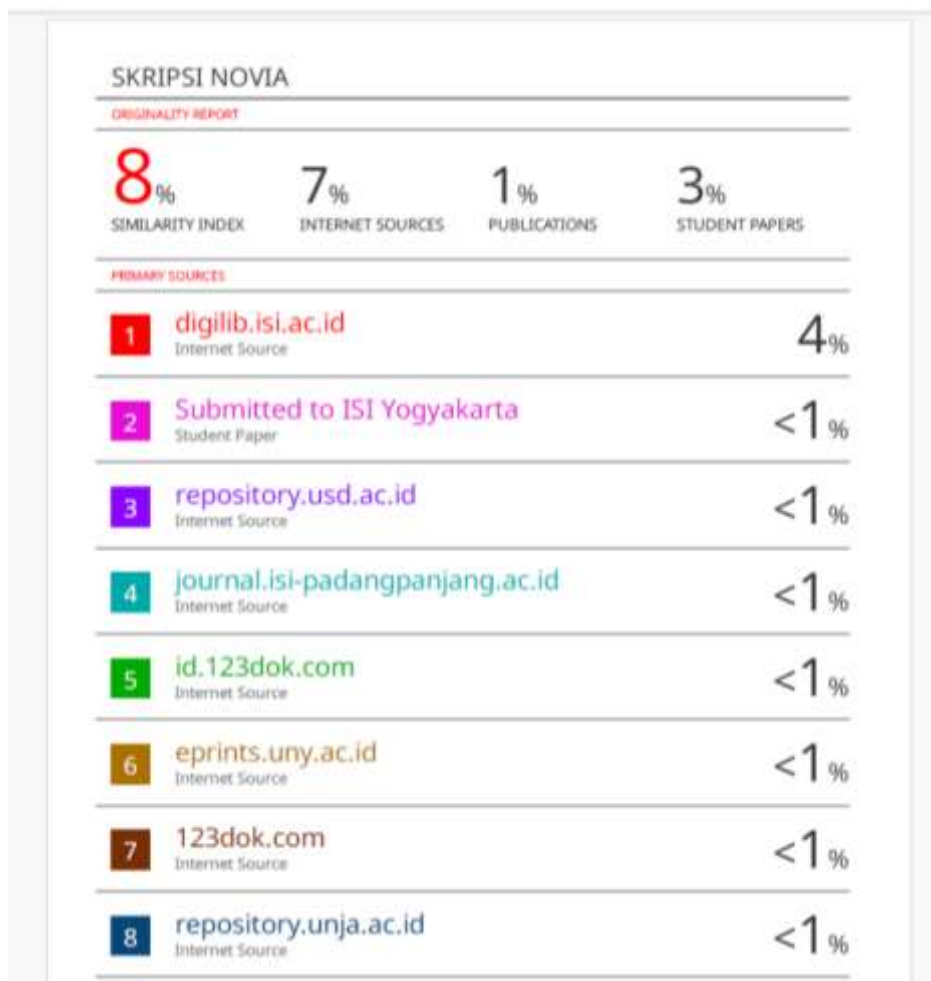 SKRIPSI NOVIA
ORIGINALITY REPORT
8% 7% 1% 3%
SIMILARITY INDEX INTERNET SOURCES PUBLICATIONS STUDENT PAPERS
PRIMARY SOURCES
1 digilib.isi.ac.id 4%
Internet Source
2 Submitted to ISI Yogyakarta <1%
Student Paper
3 repository.usd.ac.id <1%
Internet Source
4 journal.isi-padangpanjang.ac.id <1%
Internet Source
5 id.123dok.com <1%
Internet Source
6 eprints.uny.ac.id <1%
Internet Source
7 123dok.com <1%
Internet Source
8 repository.unja.ac.id <1%
Internet Source